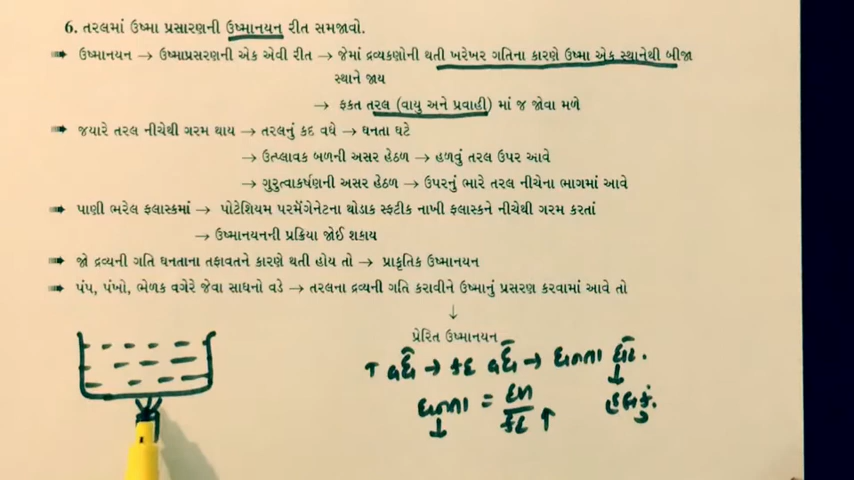 6. તરલમાં ઉષ્મા પ્રસારણની ઉષ્માનયન રીત સમજાવો.
➠ ઉષ્માનયન → ઉષ્માપ્રસરણની એક એવી રીત → જેમાં દ્રવ્યકણોની થતી ખરેખર ગતિના કારણે ઉષ્મા એક સ્થાનેથી બીજા
સ્થાને જાય
→ ફક્ત તરલ (વાયુ અને પ્રવાહી) માં જ જોવા મળે
➠ જયારે તરલ નીચેથી ગરમ થાય → તરલનું કદ વધે → ઘનતા ઘટે
→ ઉત્પ્લાવક બળની અસર હેઠળ → હળવું તરલ ઉપર આવે
→ ગુરુત્વાકર્ષણની અસર હેઠળ → ઉપરનું ભારે તરલ નીચેના ભાગમાં આવે
➠ પાણી ભરેલ ફલાસ્કમાં → પોટેશિયમ પરમેંગેનેટના થોડાક સ્ફટીક નાખી ફલાસ્કને નીચેથી ગરમ કરતાં
→ ઉષ્માનયનની પ્રક્રિયા જોઈ શકાય
➠ જો દ્રવ્યની ગતિ ઘનતાના તફાવતને કારણે થતી હોય તો → પ્રાકૃતિક ઉષ્માનયન
➠ પંપ, પંખો, ભેળક વગેરે જેવા સાધનો વડે → તરલના દ્રવ્યની ગતિ કરાવીને ઉષ્માનું પ્રસરણ કરવામાં આવે તો
↓
પ્રેરિત ઉષ્માનયન
↑ વધે → કદ વધે → ઘનતા ઘટે.
ઘનતા = દળ / કદ ↑
↓